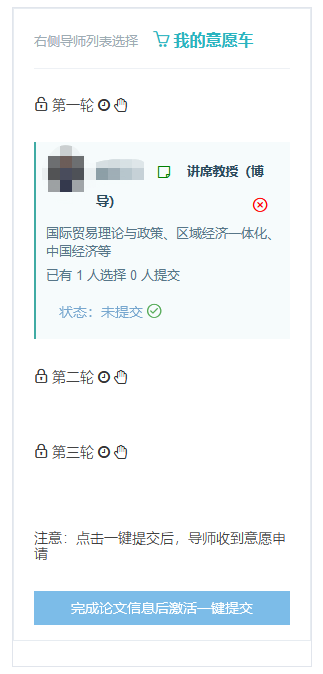 右侧导师列表选择 我的意愿车
第一轮
讲席教授（博
导）
国际贸易理论与政策、区域经济一体化、
中国经济等
已有 1 人选择 0 人提交
状态：未提交
第二轮
第三轮
注意：点击一键提交后，导师收到意愿申
请
完成论文信息后激活一键提交